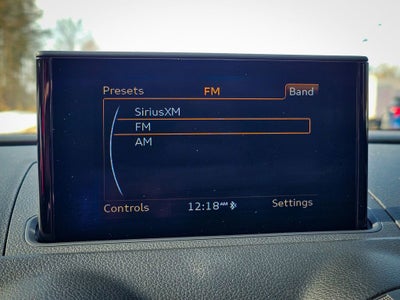 Presets FM Band
SiriusXM
FM
AM
Controls 12:18 Settings